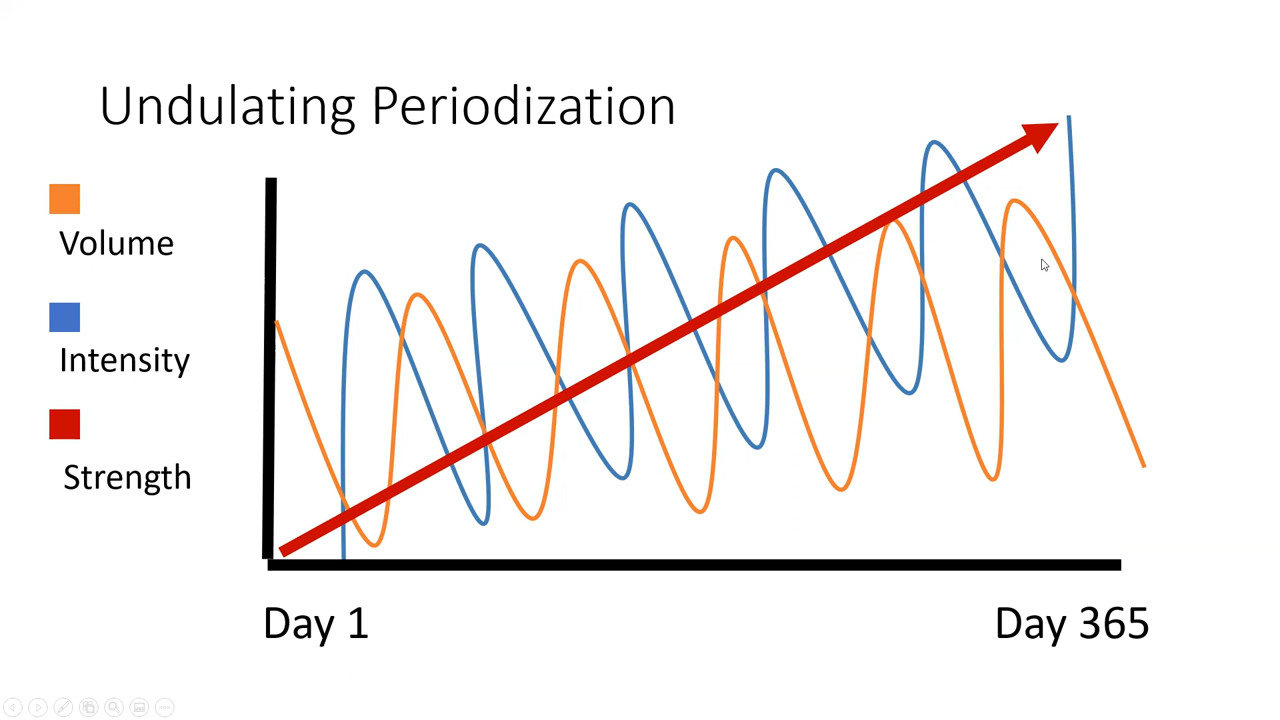 Undulating Periodization
Volume
Intensity
Strength
Day 1
Day 365